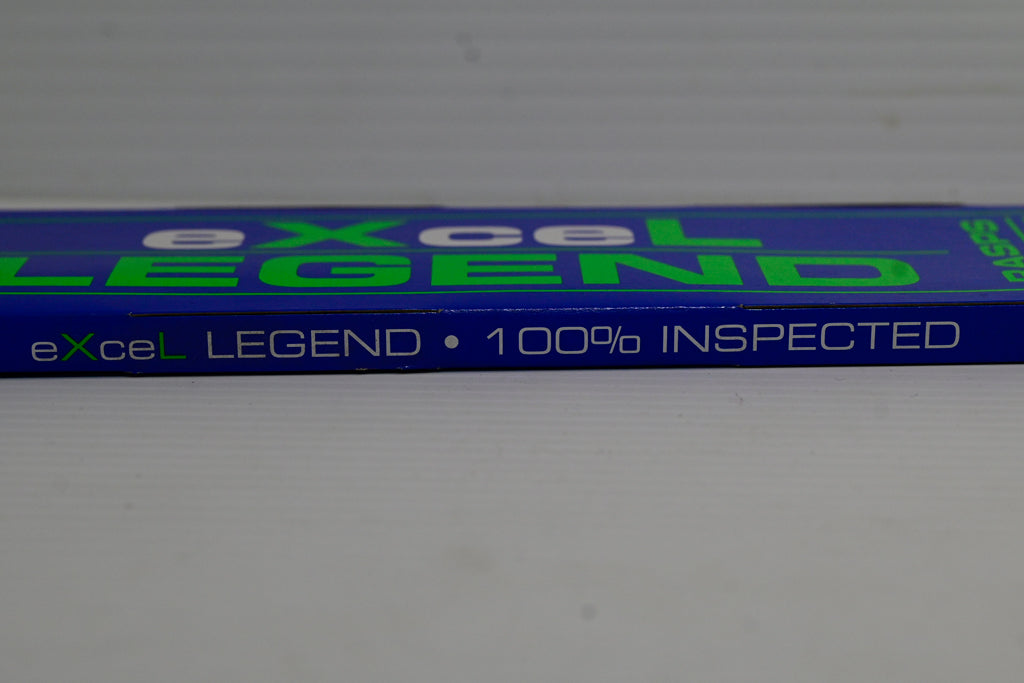 eXceL
LEGEND
eXceL LEGEND • 100% INSPECTED